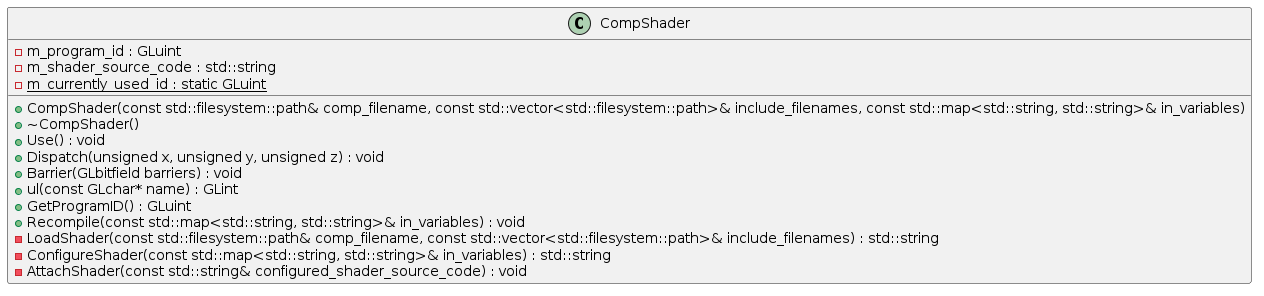 C CompShader
m_program_id : GLuint
m_shader_source_code : std::string
m_currently_used_id : static GLuint
CompShader(const std::filesystem::path& comp_filename, const std::vector<std::filesystem::path>& include_filenames, const std::map<std::string, std::string>& in_variables)
~CompShader()
Use() : void
Dispatch(unsigned x, unsigned y, unsigned z) : void
Barrier(GLbitfield barriers) : void
ul(const GLchar* name) : GLint
GetProgramID() : GLuint
Recompile(const std::map<std::string, std::string>& in_variables) : void
LoadShader(const std::filesystem::path& comp_filename, const std::vector<std::filesystem::path>& include_filenames) : std::string
ConfigureShader(const std::map<std::string, std::string>& in_variables) : std::string
AttachShader(const std::string& configured_shader_source_code) : void